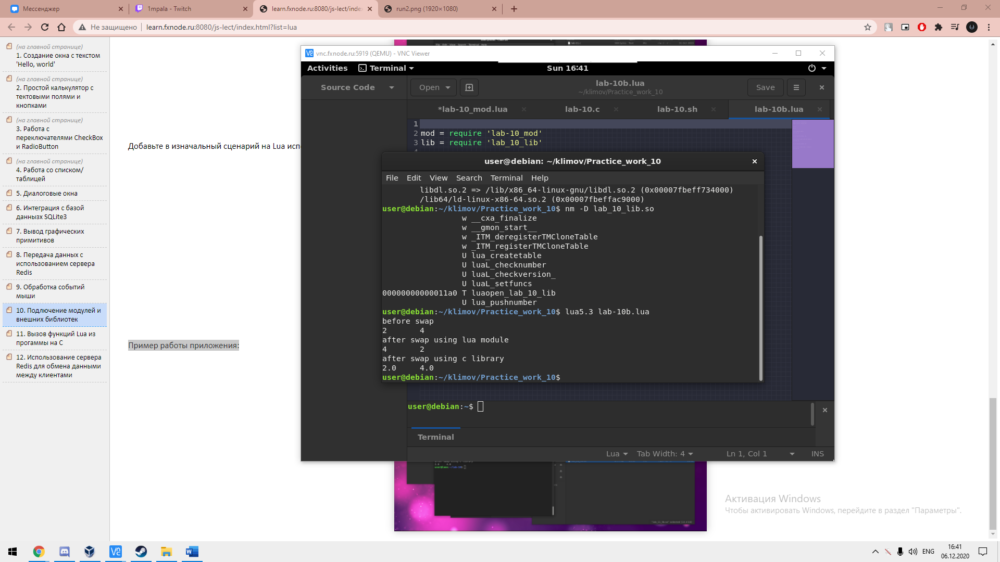 Мессенджер
1mpala - Twitch
learn.fxnode.ru:8080/js-lect/inde
run2.png (1920×1080)
Не защищено
learn.fxnode.ru:8080/js-lect/index.html?list=lua
(на главной странице)
1. Создание окна с текстом
'Hello, world'
(на главной странице)
2. Простой калькулятор с
тектовыми полями и
кнопками
(на главной странице)
3. Работа с
переключателями CheckBox
и RadioButton
(на главной странице)
4. Работа со списком/
таблицей
5. Диалоговые окна
6. Интеграция с базой
даннызх SQLite3
7. Вывод графических
примитивов
8. Передача данных с
использованием сервера
Redis
9. Обработка событий
мыши
10. Подлючение модулей и
внешних библиотек
11. Вызов функций Lua из
прогаммы на C
12. Использование сервера
Redis для обмена данными
между клиентами
Добавьте в изначальный сценарий на Lua исп
Пример работы приложения:
vnc.fxnode.ru:5919 (QEMU) - VNC Viewer
Activities
Terminal
Sun 16:41
Source Code
Open
lab-10b.lua
~/klimov/Practice_work_10
Save
*lab-10_mod.lua
lab-10.c
lab-10.sh
lab-10b.lua
1
2 mod = require 'lab-10_mod'
3 lib = require 'lab_10_lib'
4
user@debian: ~/klimov/Practice_work_10
File Edit View Search Terminal Help
libdl.so.2 => /lib/x86_64-linux-gnu/libdl.so.2 (0x00007fbeff734000)
/lib64/ld-linux-x86-64.so.2 (0x00007fbeffac9000)
user@debian:~/klimov/Practice_work_10$ nm -D lab_10_lib.so
w __cxa_finalize
w __gmon_start__
w _ITM_deregisterTMCloneTable
w _ITM_registerTMCloneTable
U lua_createtable
U luaL_checknumber
U luaL_checkversion_
U luaL_setfuncs
00000000000011a0 T luaopen_lab_10_lib
U lua_pushnumber
user@debian:~/klimov/Practice_work_10$ lua5.3 lab-10b.lua
before swap
2 4
after swap using lua module
4 2
after swap using c library
2.0 4.0
user@debian:~/klimov/Practice_work_10$
user@debian:~$
Terminal
Lua
Tab Width: 4
Ln 1, Col 1
INS
Активация Windows
Чтобы активировать Windows, перейдите в раздел "Параметры".
ENG
16:41
06.12.2020